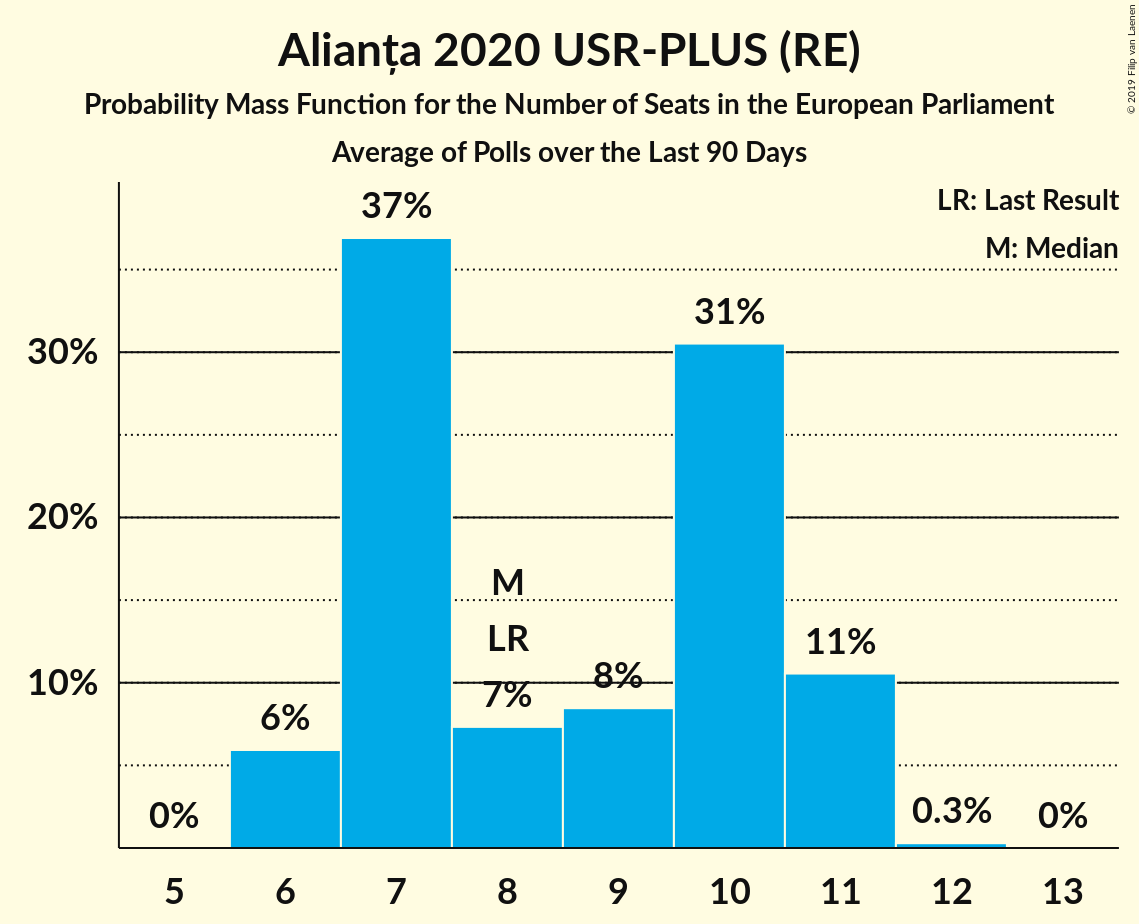 Alianța 2020 USR-PLUS (RE)
Probability Mass Function for the Number of Seats in the European Parliament
Average of Polls over the Last 90 Days
© 2019 Filip van Laenen
LR: Last Result
M: Median
37%
31%
30%
20%
M
LR
11%
10%
8%
7%
6%
0%
0.3%
0%
5 6 7 8 9 10 11 12 13